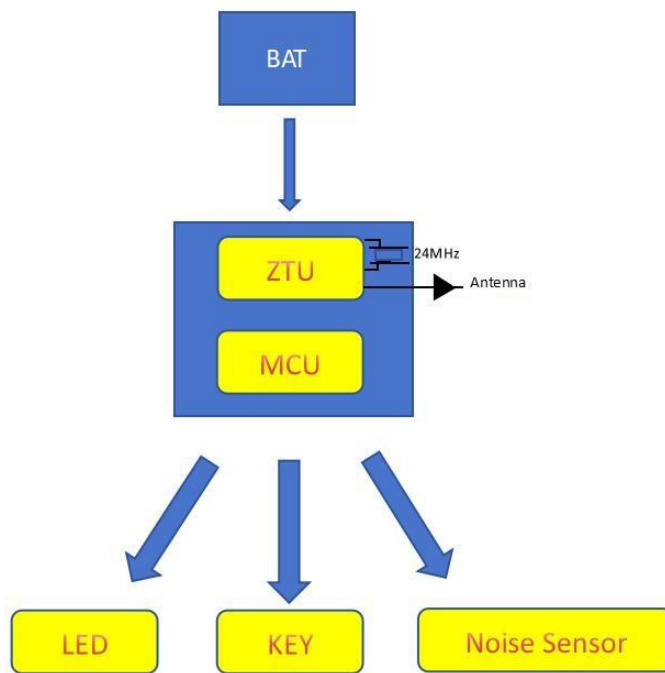 BAT
ZTU
24MHz
Antenna
MCU
LED
KEY
Noise Sensor